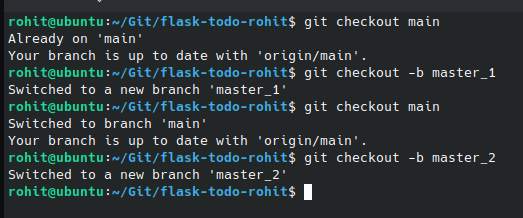 rohit@ubuntu:~/Git/flask-todo-rohit$ git checkout main
Already on 'main'
Your branch is up to date with 'origin/main'.
rohit@ubuntu:~/Git/flask-todo-rohit$ git checkout -b master_1
Switched to a new branch 'master_1'
rohit@ubuntu:~/Git/flask-todo-rohit$ git checkout main
Switched to branch 'main'
Your branch is up to date with 'origin/main'.
rohit@ubuntu:~/Git/flask-todo-rohit$ git checkout -b master_2
Switched to a new branch 'master_2'
rohit@ubuntu:~/Git/flask-todo-rohit$